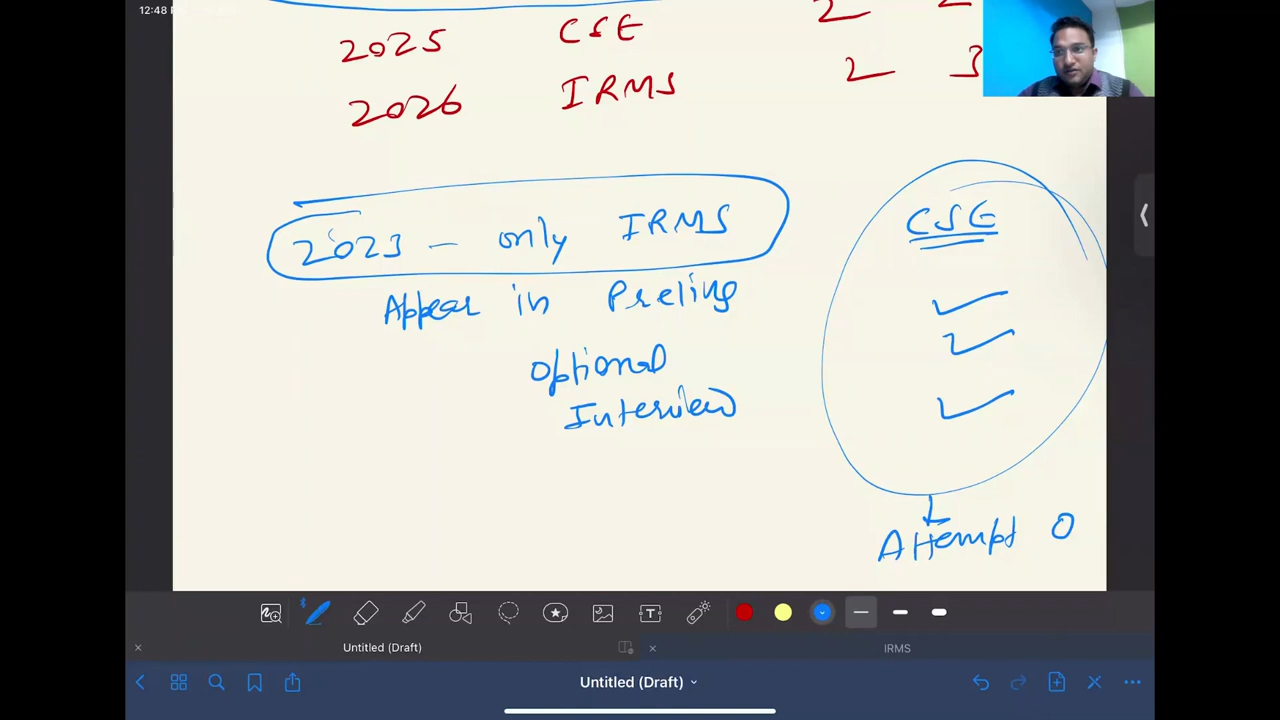 12:48 P
2025 CSE 2
2026 IRMS 2 3
2023 - only IRMS
CSE
Appear in Prelims
Optional
Interview
Attempt 0
Untitled (Draft)
IRMS
Untitled (Draft)